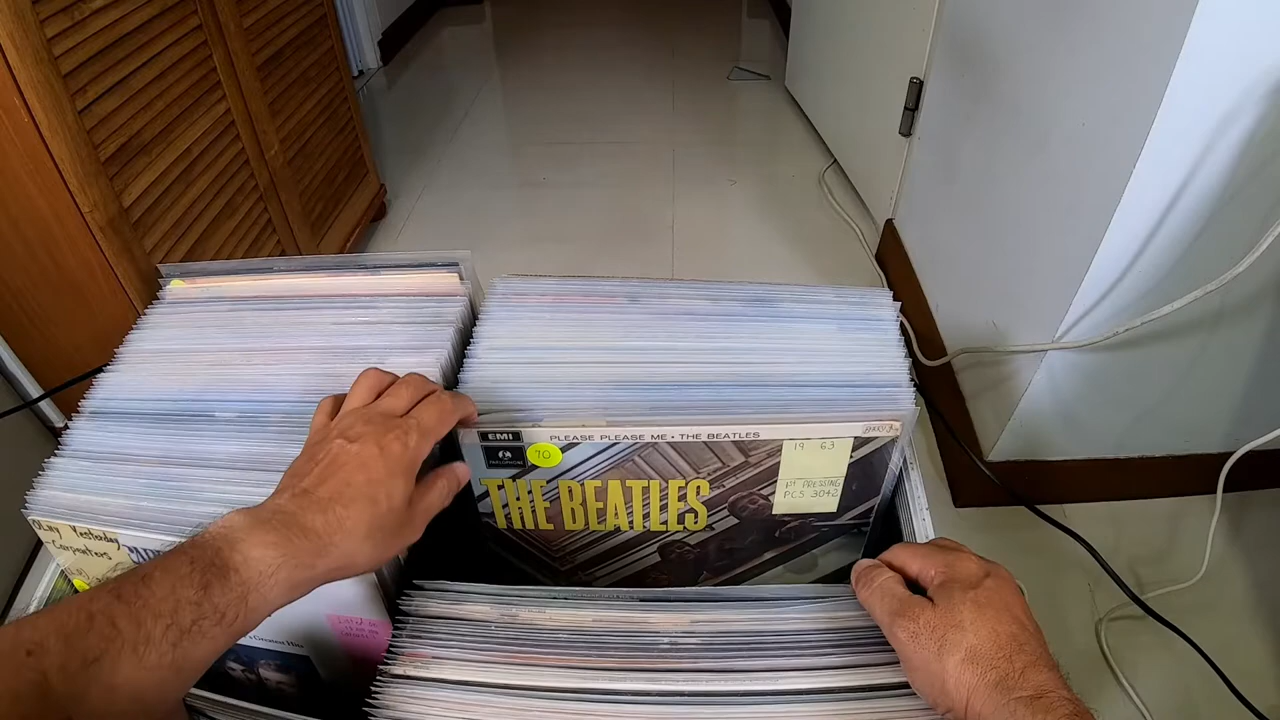 EMI
PLEASE PLEASE ME • THE BEATLES
PARLOPHONE
70
THE BEATLES
19 63
1st PRESSING
PCS 3042
Yesterday
Carpenters
Greatest Hits